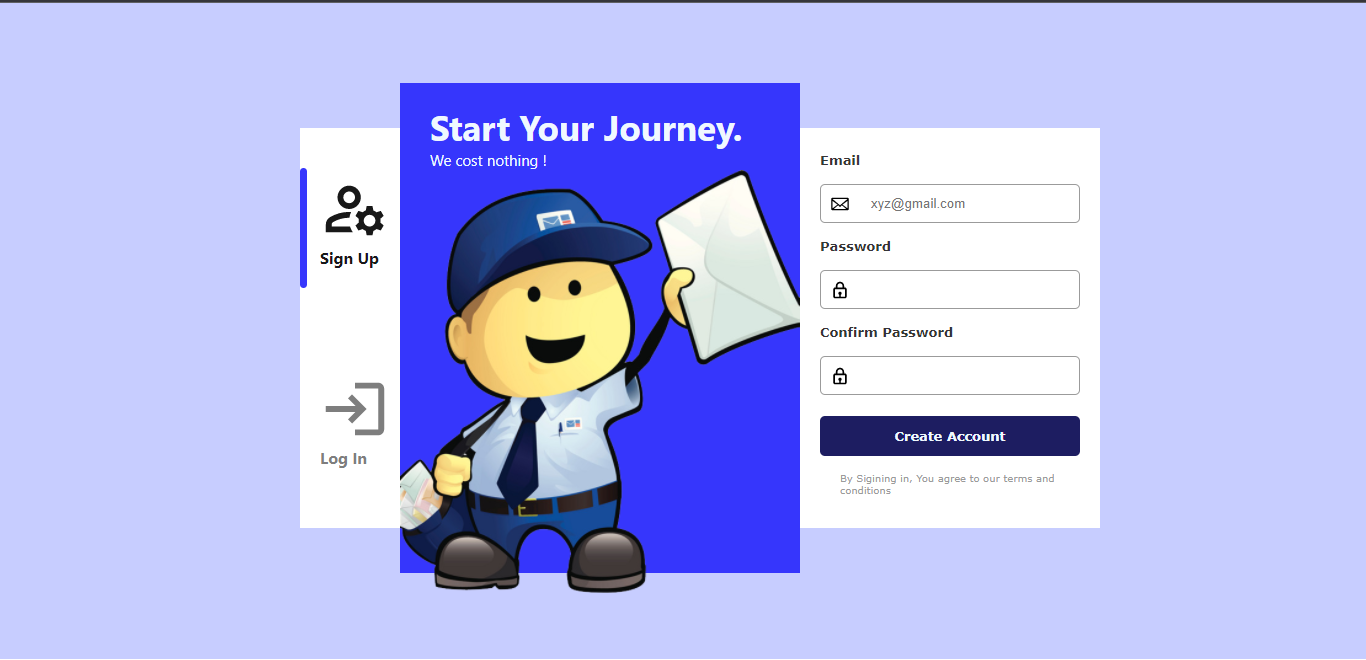 Start Your Journey.
We cost nothing !
Sign Up
Log In
Email
xyz@gmail.com
Password
Confirm Password
Create Account
By Sigining in, You agree to our terms and
conditions